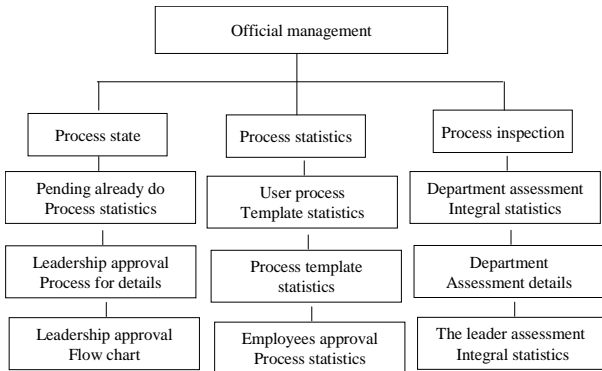 Official management
Process state
Process statistics
Process inspection
Pending already do
Process statistics
User process
Template statistics
Department assessment
Integral statistics
Leadership approval
Process for details
Process template
statistics
Department
Assessment details
Leadership approval
Flow chart
Employees approval
Process statistics
The leader assessment
Integral statistics